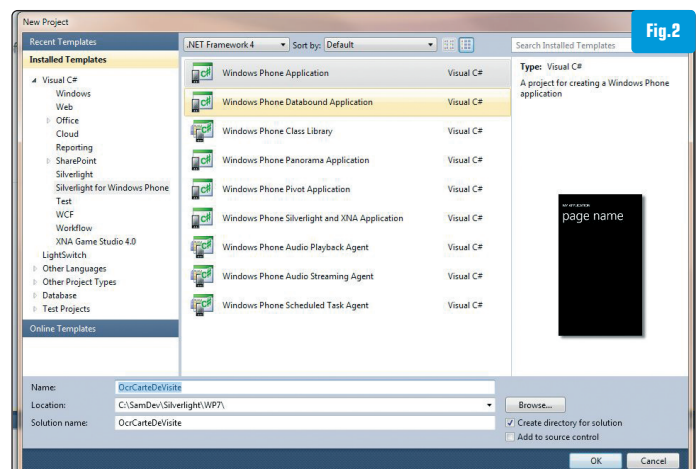 New Project
Fig.2
Recent Templates
.NET Framework 4
Sort by: Default
Search Installed Templates
Installed Templates
Visual C#
Windows
Web
Office
Cloud
Reporting
SharePoint
Silverlight
Silverlight for Windows Phone
Test
WCF
Workflow
XNA Game Studio 4.0
LightSwitch
Other Languages
Other Project Types
Database
Test Projects
Online Templates
Windows Phone Application Visual C#
Windows Phone Databound Application Visual C#
Windows Phone Class Library Visual C#
Windows Phone Panorama Application Visual C#
Windows Phone Pivot Application Visual C#
Windows Phone Silverlight and XNA Application Visual C#
Windows Phone Audio Playback Agent Visual C#
Windows Phone Audio Streaming Agent Visual C#
Windows Phone Scheduled Task Agent Visual C#
Type: Visual C#
A project for creating a Windows Phone
application
MY APPLICATION
page name
Name: OcrCarteDeVisite
Location: C:\SamDev\Silverlight\WP7\
Browse...
Solution name: OcrCarteDeVisite
Create directory for solution
Add to source control
OK Cancel